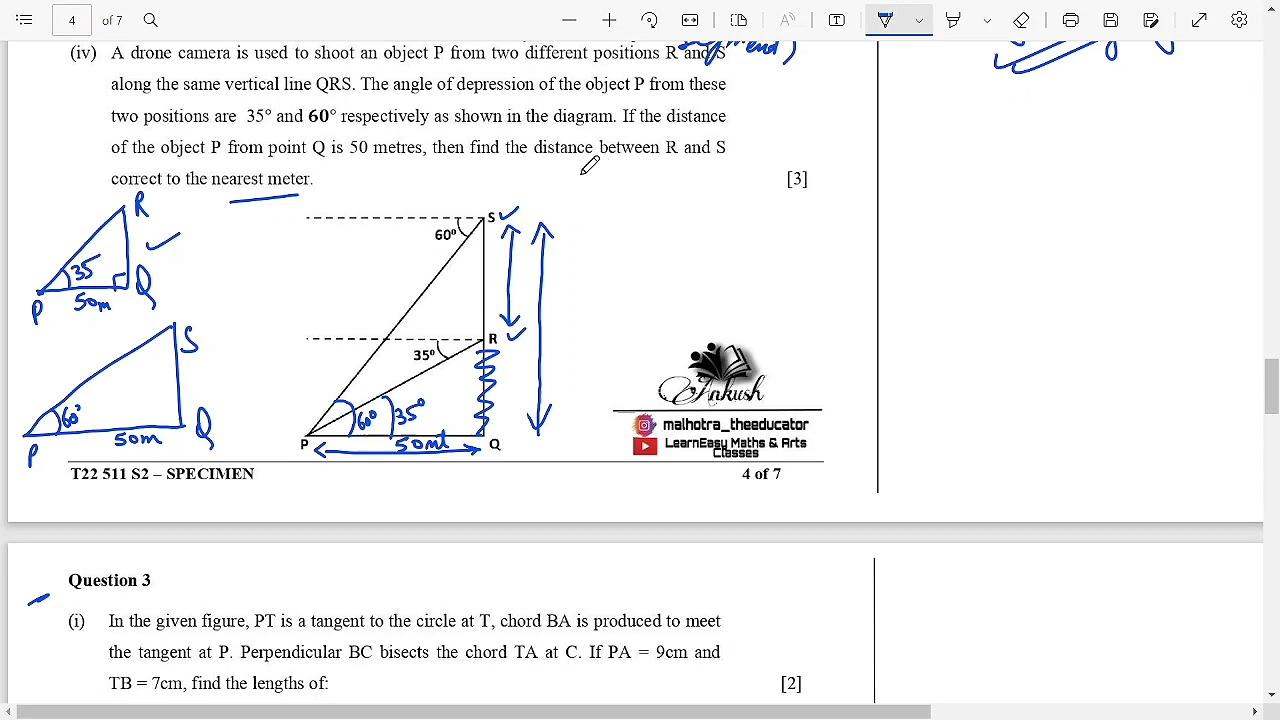 4 of 7
segment)
(iv) A drone camera is used to shoot an object P from two different positions R and S
along the same vertical line QRS. The angle of depression of the object P from these
two positions are 35° and 60° respectively as shown in the diagram. If the distance
of the object P from point Q is 50 metres, then find the distance between R and S
correct to the nearest meter. [3]
R
35
Q
P
50m
S
60°
50m
Q
P
S
60°
R
35°
60° 35°
P
50mt
Q
Ankush
malhotra_theeducator
LearnEasy Maths & Arts
Classes
T22 511 S2 – SPECIMEN 4 of 7
Question 3
(i) In the given figure, PT is a tangent to the circle at T, chord BA is produced to meet
the tangent at P. Perpendicular BC bisects the chord TA at C. If PA = 9cm and
TB = 7cm, find the lengths of: [2]